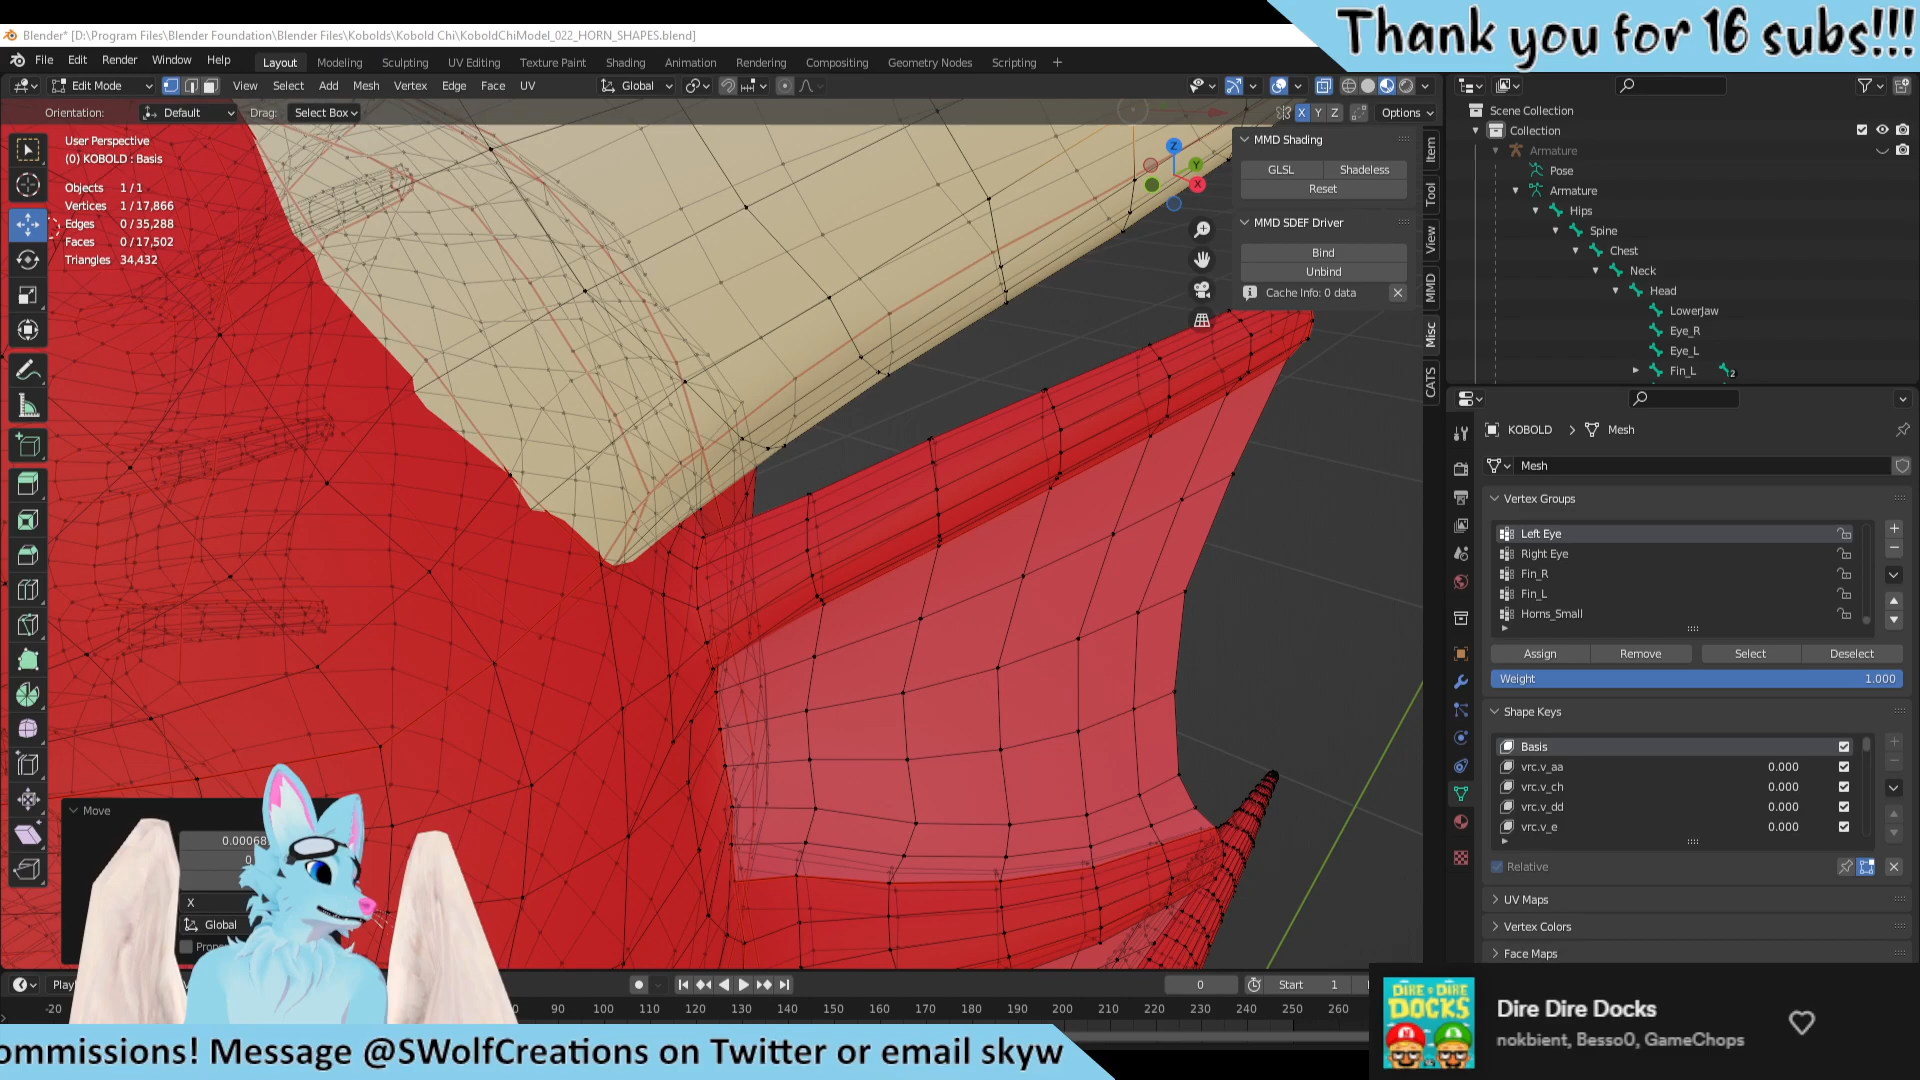 Thank you for 16 subs!!!
Blender* [D:\Program Files\Blender Foundation\Blender Files\Kobolds\Kobold Chi\KoboldChiModel_022_HORN_SHAPES.blend]
File Edit Render Window Help Layout Modeling Sculpting UV Editing Texture Paint Shading Animation Rendering Compositing Geometry Nodes Scripting +
Edit Mode View Select Add Mesh Vertex Edge Face UV Global
Orientation: Default Drag: Select Box X Y Z Options
User Perspective
(0) KOBOLD : Basis
Objects 1 / 1
Vertices 1 / 17,866
Edges 0 / 35,288
Faces 0 / 17,502
Triangles 34,432
Z
Y
X
MMD Shading
GLSL Shadeless
Reset
MMD SDEF Driver
Bind
Unbind
Cache Info: 0 data
Item
Tool
View
MMD
Misc
CATS
Scene Collection
Collection
Armature
Pose
Armature
Hips
Spine
Chest
Neck
Head
LowerJaw
Eye_R
Eye_L
Fin_L 2
KOBOLD > Mesh
Mesh
Vertex Groups
Left Eye
Right Eye
Fin_R
Fin_L
Horns_Small
Assign Remove Select Deselect
Weight 1.000
Shape Keys
Basis
vrc.v_aa 0.000
vrc.v_ch 0.000
vrc.v_dd 0.000
vrc.v_e 0.000
Relative
UV Maps
Vertex Colors
Face Maps
Move
0.00068
0
X
Global
Propo
Play
0 Start 1
-20 90 100 110 120 130 140 150 160 170 180 190 200 210 220 230 240 250 260
ommissions! Message @SWolfCreations on Twitter or email skyw
DIRE DIRE DOCKS
Dire Dire Docks
nokbient, Besso0, GameChops